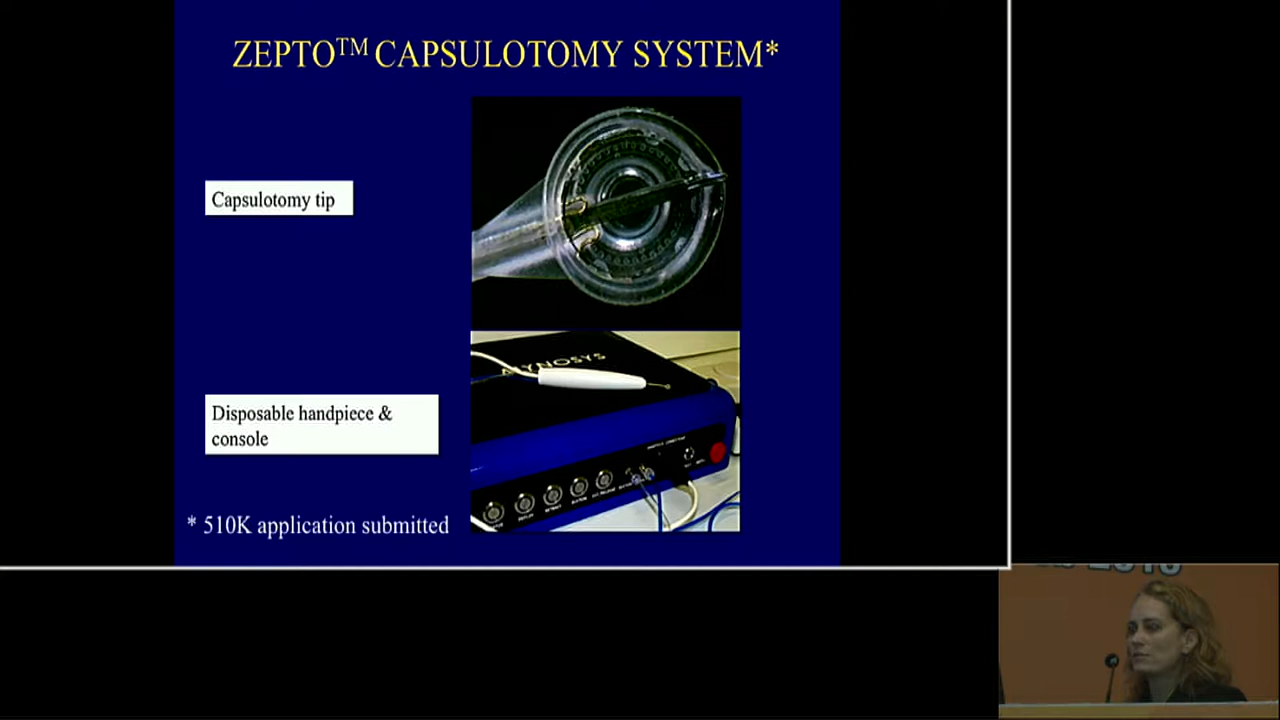 ZEPTO™ CAPSULOTOMY SYSTEM*
Capsulotomy tip
Disposable handpiece &
console
* 510K application submitted